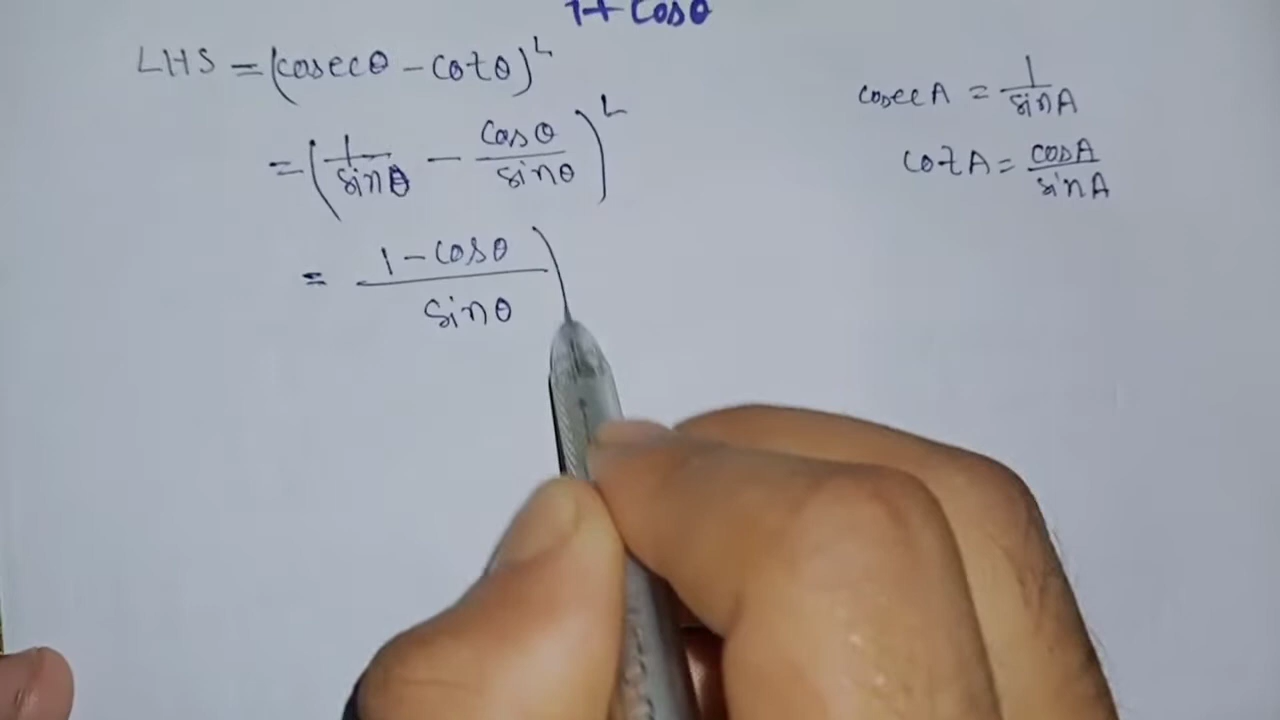 1 + cosθ
LHS = (cosecθ - cotθ)²
= (1/sinθ - cosθ/sinθ)²
= 1 - cosθ/sinθ)
cosecA = 1/sinA
cotA = cosA/sinA